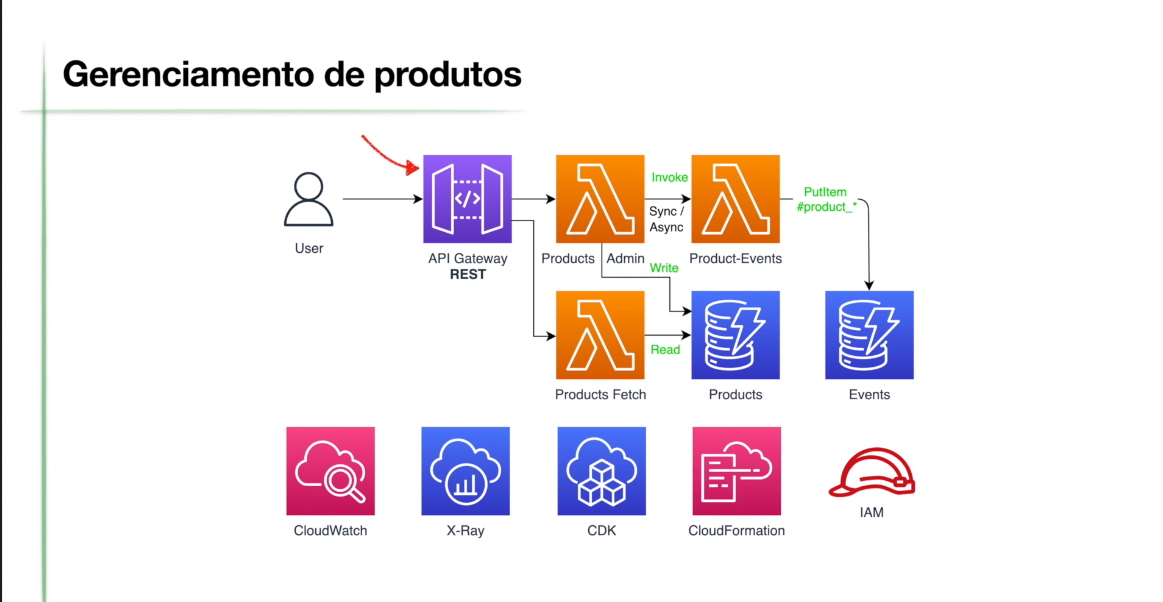 Gerenciamento de produtos
User
API Gateway
REST
Products Admin
Invoke
Sync /
Async
Product-Events
PutItem
#product_*
Write
Products Fetch
Read
Products
Events
CloudWatch
X-Ray
CDK
CloudFormation
IAM